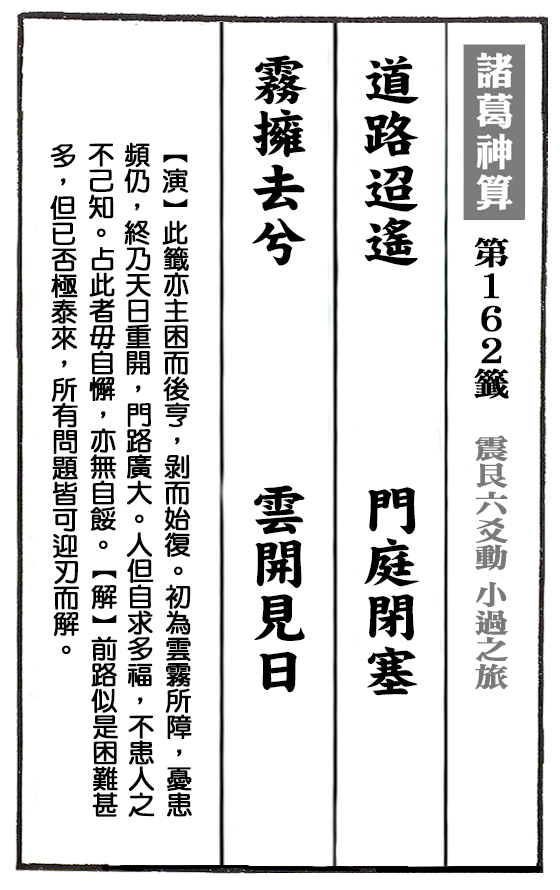 諸葛神算 第162籤 震艮六爻動 小過之旅
道路迢遙 門庭閉塞
霧擁去兮 雲開見日
【演】此籤亦主困而後亨，剝而始復。初為雲霧所障，憂患
頻仍，終乃天日重開，門路廣大。人但自求多福，不患人之
不己知。占此者毋自懈，亦無自餒。【解】前路似是困難甚
多，但已否極泰來，所有問題皆可迎刃而解。